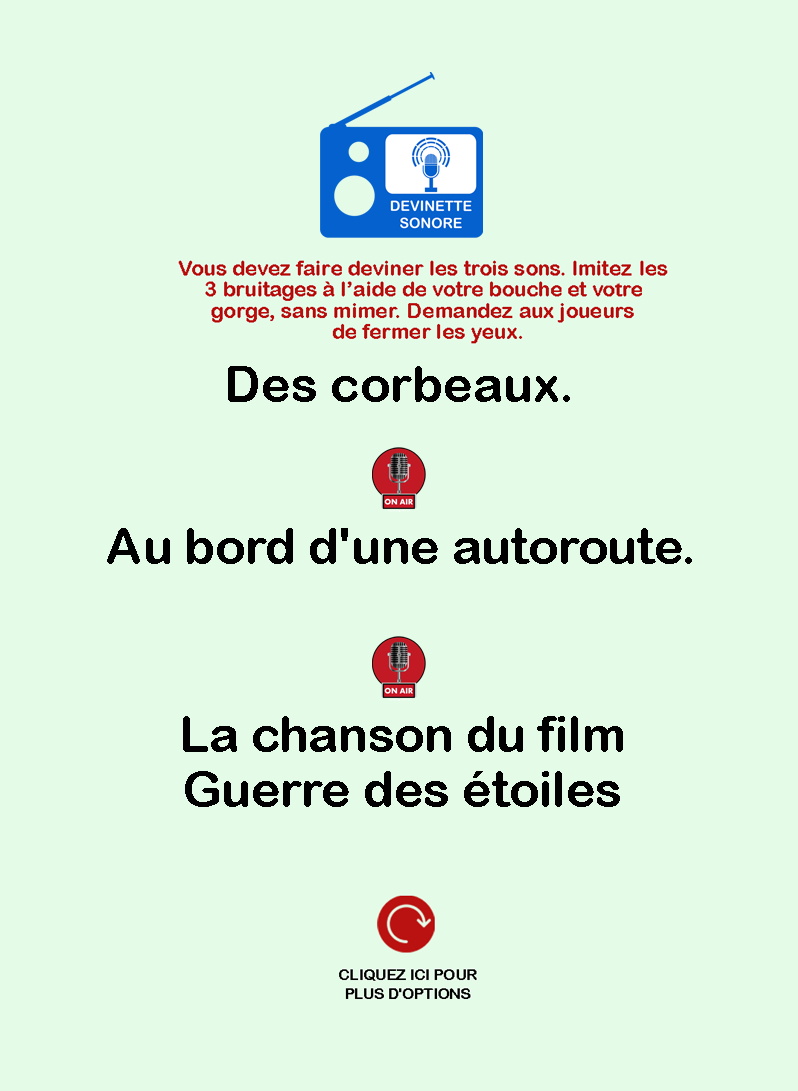 DEVINETTE
SONORE
Vous devez faire deviner les trois sons. Imitez les
3 bruitages à l’aide de votre bouche et votre
gorge, sans mimer. Demandez aux joueurs
de fermer les yeux.
Des corbeaux.
ON AIR
Au bord d'une autoroute.
ON AIR
La chanson du film
Guerre des étoiles
CLIQUEZ ICI POUR
PLUS D'OPTIONS